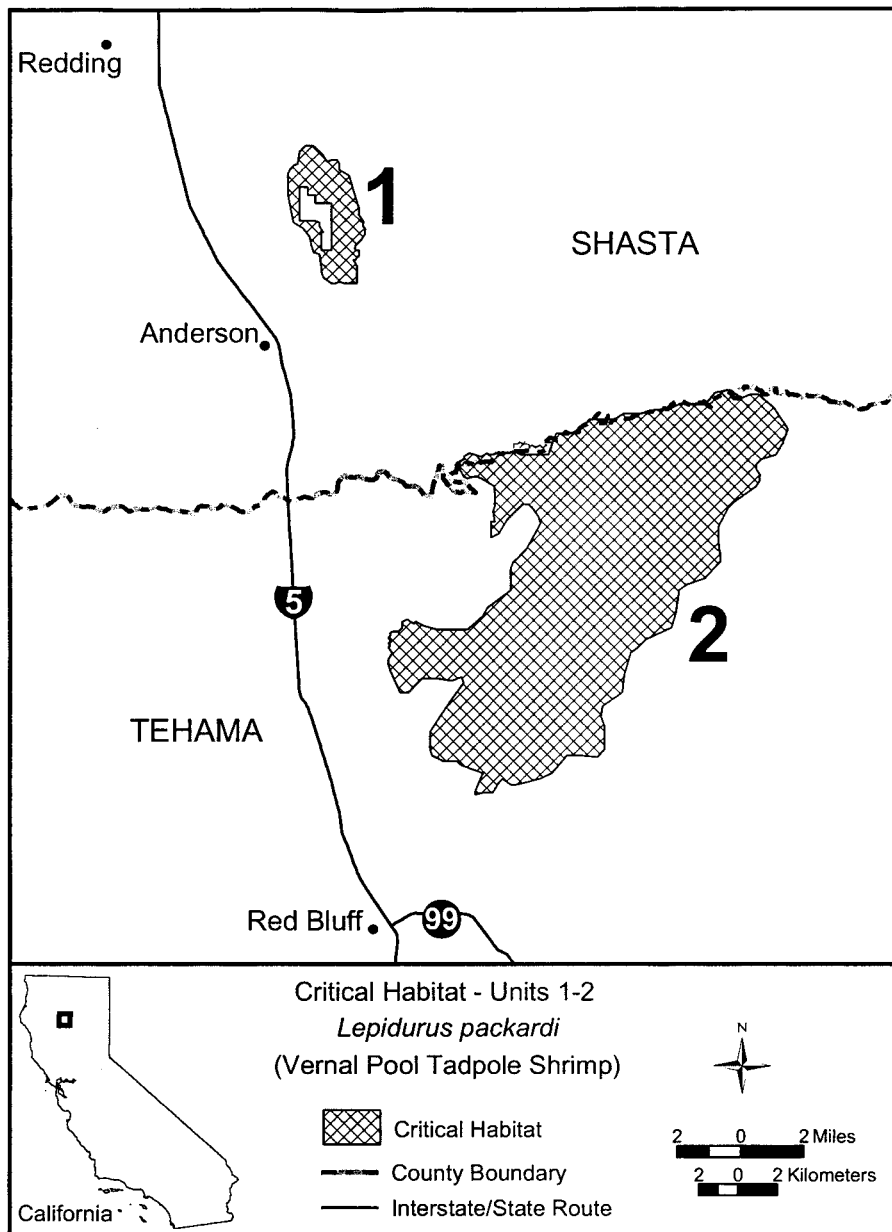 Redding
1
SHASTA
Anderson
5
2
TEHAMA
Red Bluff
99
Critical Habitat - Units 1-2
Lepidurus packardi
(Vernal Pool Tadpole Shrimp)
N
Critical Habitat
County Boundary
Interstate/State Route
2 0 2 Miles
2 0 2 Kilometers
California